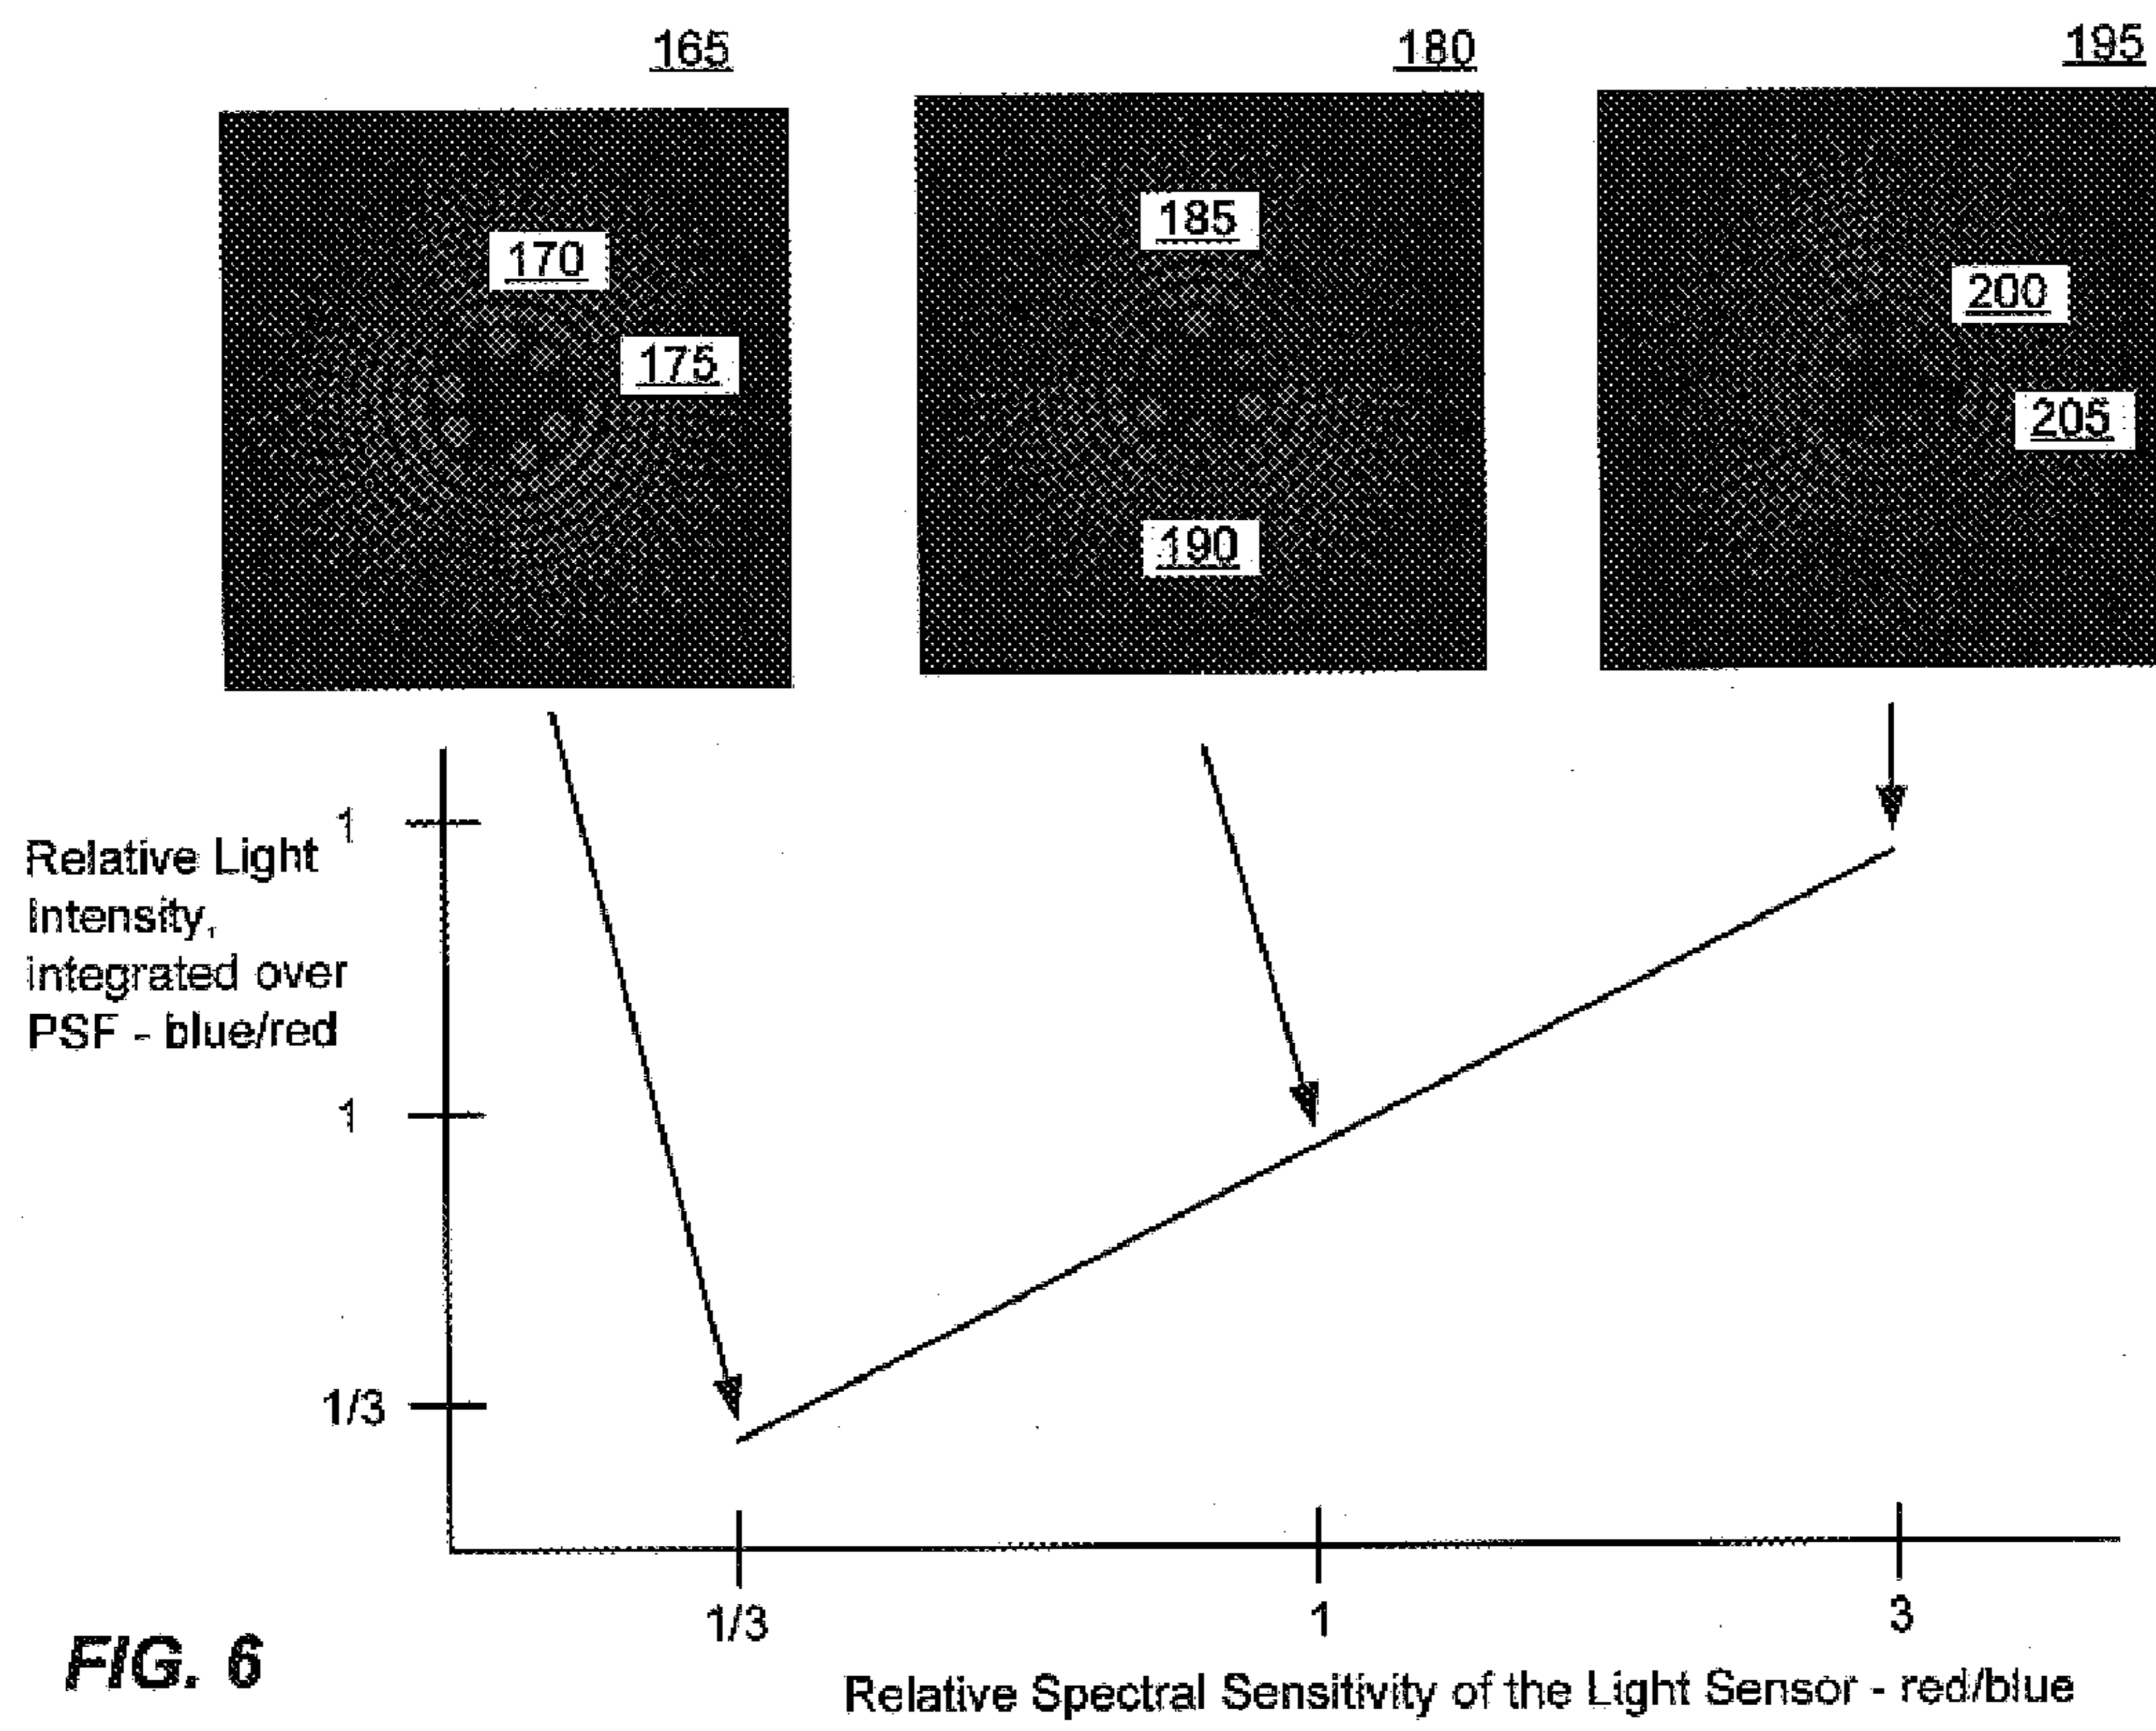 165
180
195
170
175
185
190
200
205
1
Relative Light
Intensity,
integrated over
PSF - blue/red
1
1/3
1/3
1
3
FIG. 6
Relative Spectral Sensitivity of the Light Sensor - red/blue